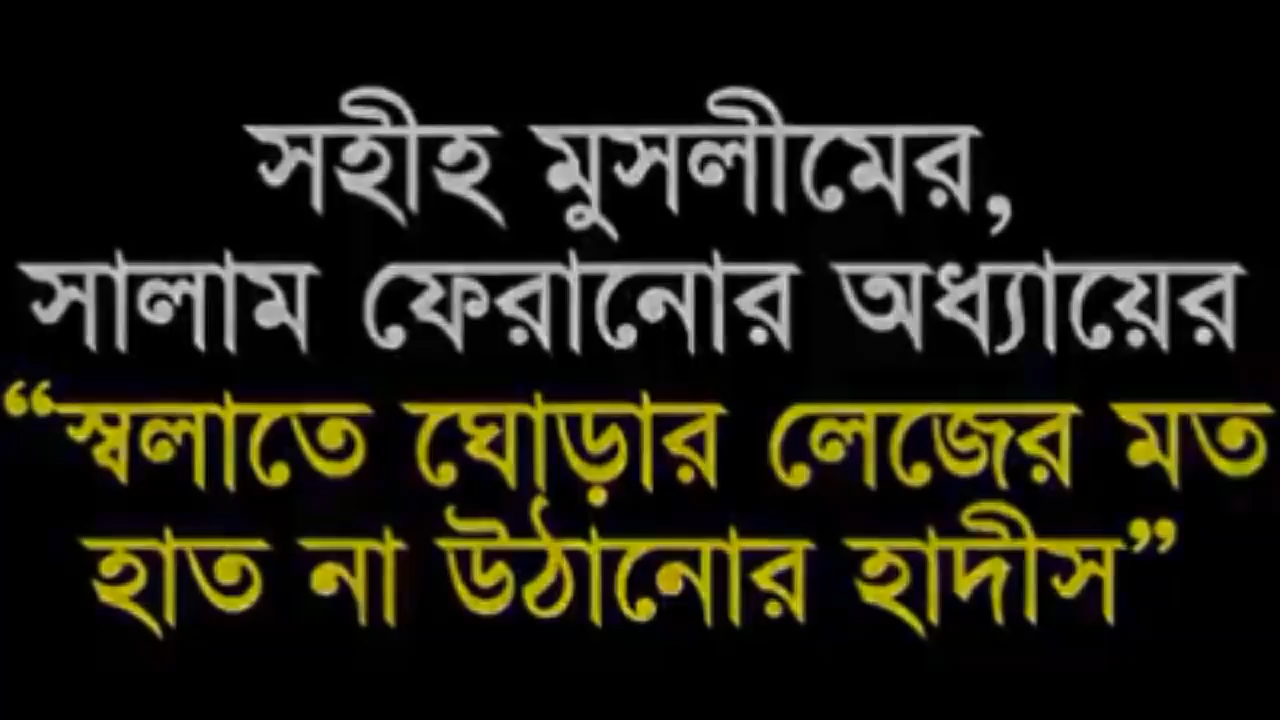 সহীহ মুসলীমের,
সালাম ফেরানোর অধ্যায়ের
“স্বলাতে ঘোড়ার লেজের মত
হাত না উঠানোর হাদীস”